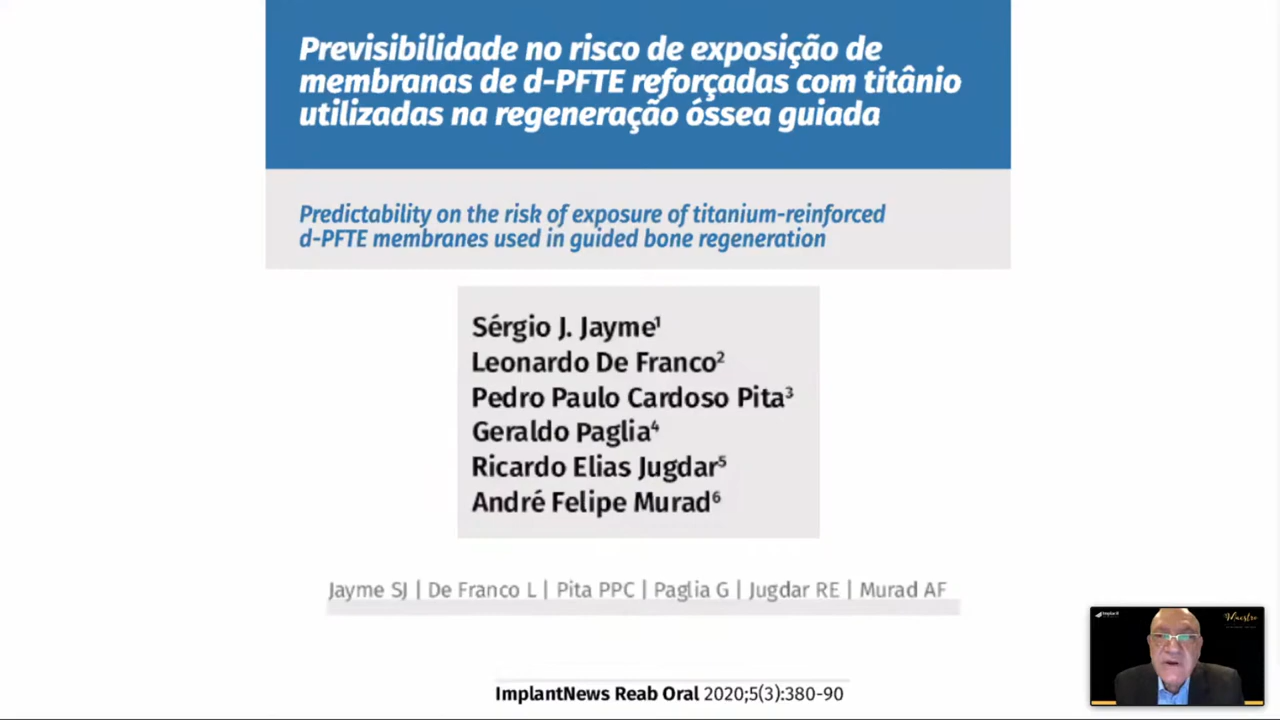 Previsibilidade no risco de exposição de
membranas de d-PFTE reforçadas com titânio
utilizadas na regeneração óssea guiada
Predictability on the risk of exposure of titanium-reinforced
d-PFTE membranes used in guided bone regeneration
Sérgio J. Jayme¹
Leonardo De Franco²
Pedro Paulo Cardoso Pita³
Geraldo Paglia⁴
Ricardo Elias Jugdar⁵
André Felipe Murad⁶
Jayme SJ | De Franco L | Pita PPC | Paglia G | Jugdar RE | Murad AF
ImplantNews Reab Oral 2020;5(3):380-90
Maestro